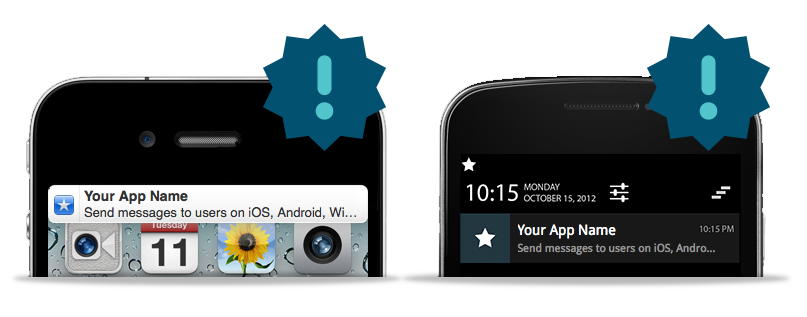 !
Your App Name
Send messages to users on iOS, Android, Wi...
Tuesday
11
!
10:15
MONDAY
OCTOBER 15, 2012
Your App Name
10:15 PM
Send messages to users on iOS, Andro...